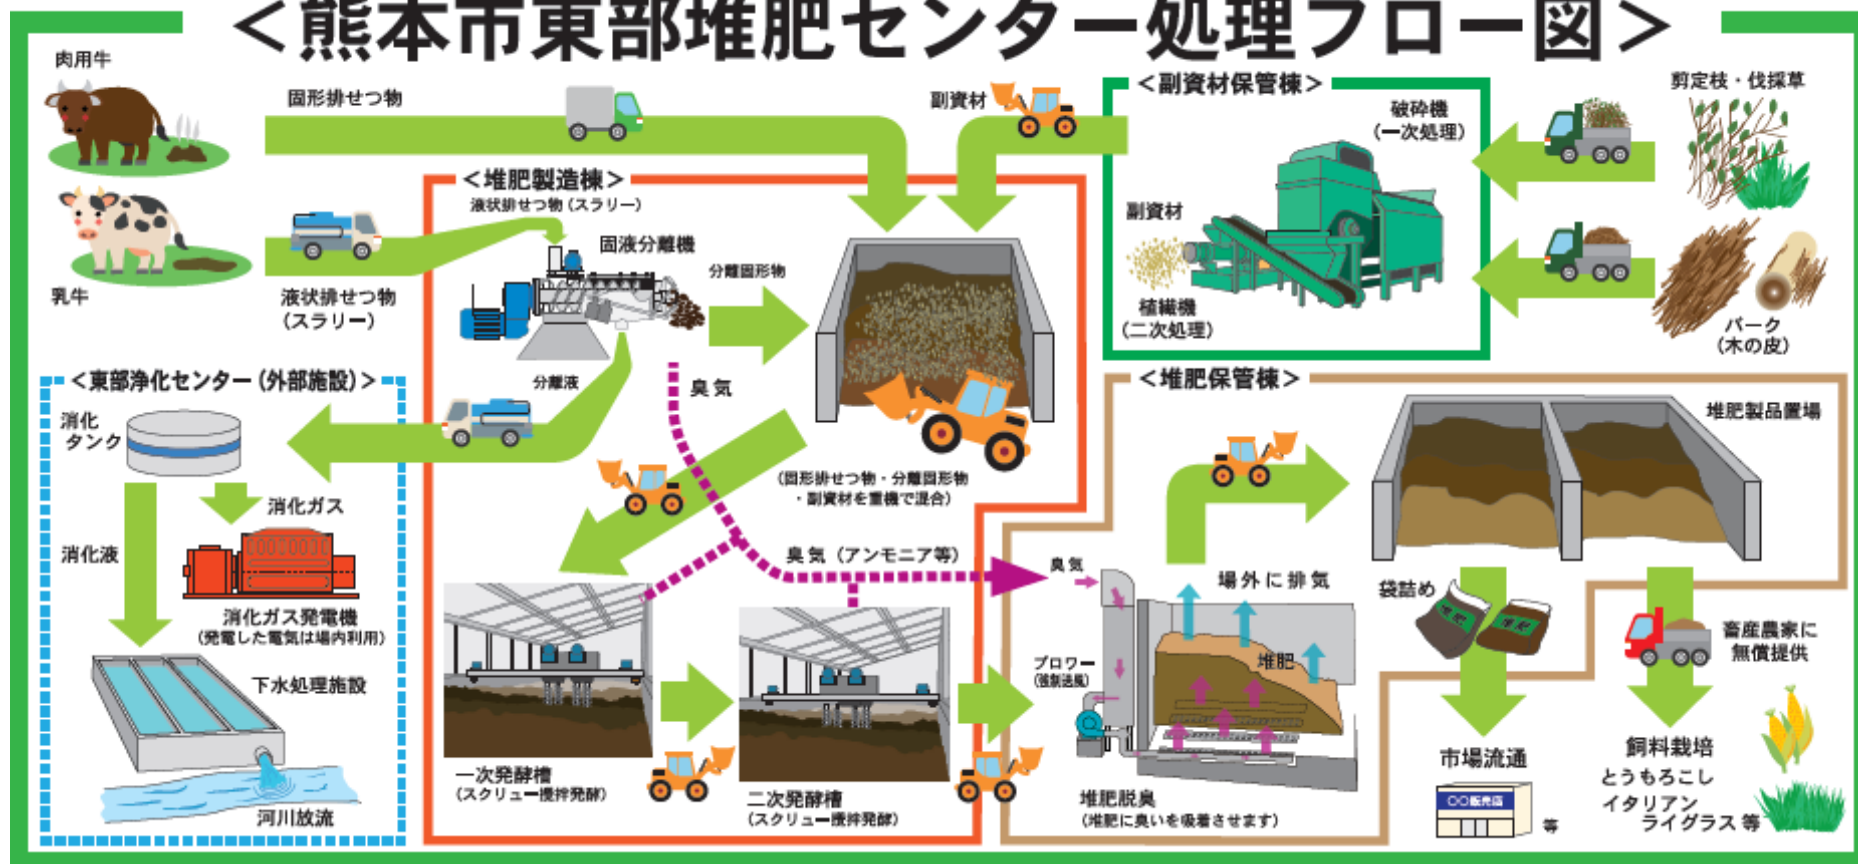 ＜熊本市東部堆肥センター処理フロー図＞
肉用牛
固形排せつ物
乳牛
液状排せつ物
（スラリー）
＜堆肥製造棟＞
液状排せつ物（スラリー）
固液分離機
分離固形物
分離液
臭気
副資材
＜副資材保管棟＞
破砕機
（一次処理）
副資材
植繊機
（二次処理）
剪定枝・伐採草
バーク
（木の皮）
（固形排せつ物・分離固形物
・副資材を重機で混合）
＜東部浄化センター（外部施設）＞
消化
タンク
消化ガス
消化液
消化ガス発電機
（発電した電気は場内利用）
下水処理施設
河川放流
臭気（アンモニア等）
一次発酵槽
（スクリュー攪拌発酵）
二次発酵槽
（スクリュー攪拌発酵）
＜堆肥保管棟＞
堆肥製品置場
臭気
場外に排気
ブロワー
（強制送風）
堆肥
堆肥脱臭
（堆肥に臭いを吸着させます）
袋詰め
堆肥
堆肥
畜産農家に
無償提供
市場流通
○○販売店
等
飼料栽培
とうもろこし
イタリアン
ライグラス 等